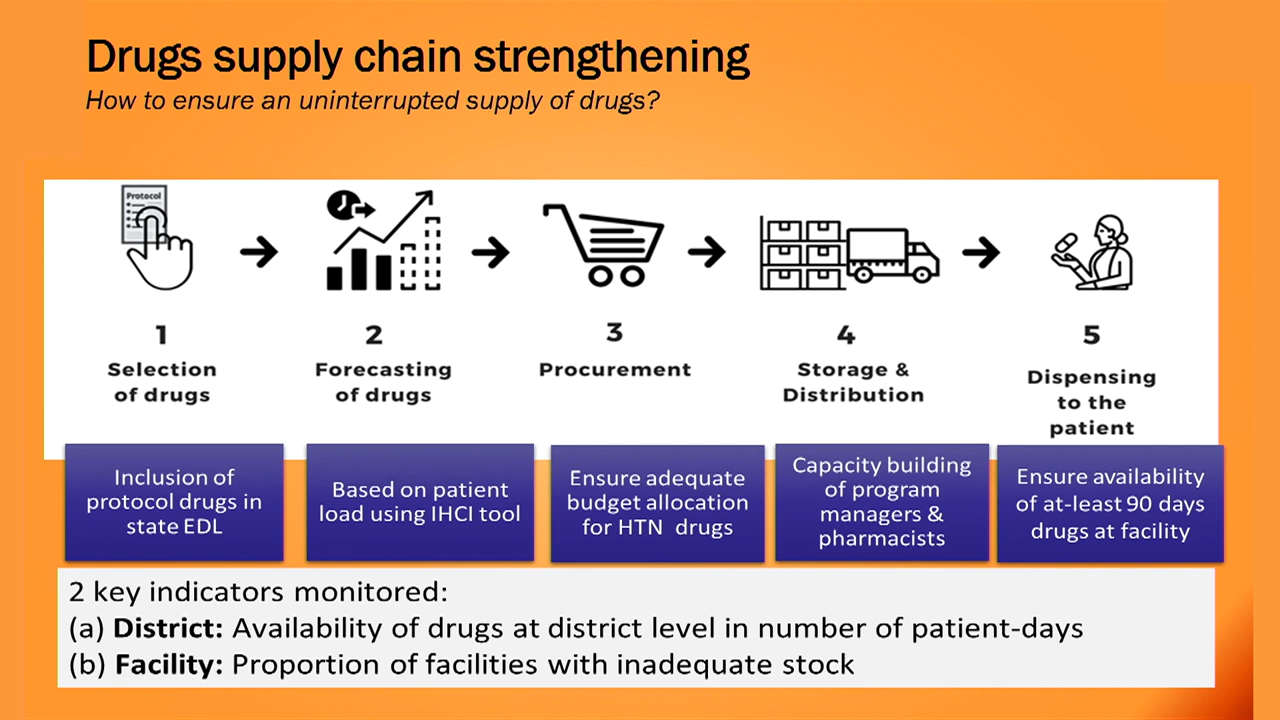 Drugs supply chain strengthening
How to ensure an uninterrupted supply of drugs?
Protocol
1
Selection
of drugs
2
Forecasting
of drugs
3
Procurement
4
Storage &
Distribution
5
Dispensing
to the
patient
Inclusion of
protocol drugs in
state EDL
Based on patient
load using IHCI tool
Ensure adequate
budget allocation
for HTN drugs
Capacity building
of program
managers &
pharmacists
Ensure availability
of at-least 90 days
drugs at facility
2 key indicators monitored:
(a) District: Availability of drugs at district level in number of patient-days
(b) Facility: Proportion of facilities with inadequate stock